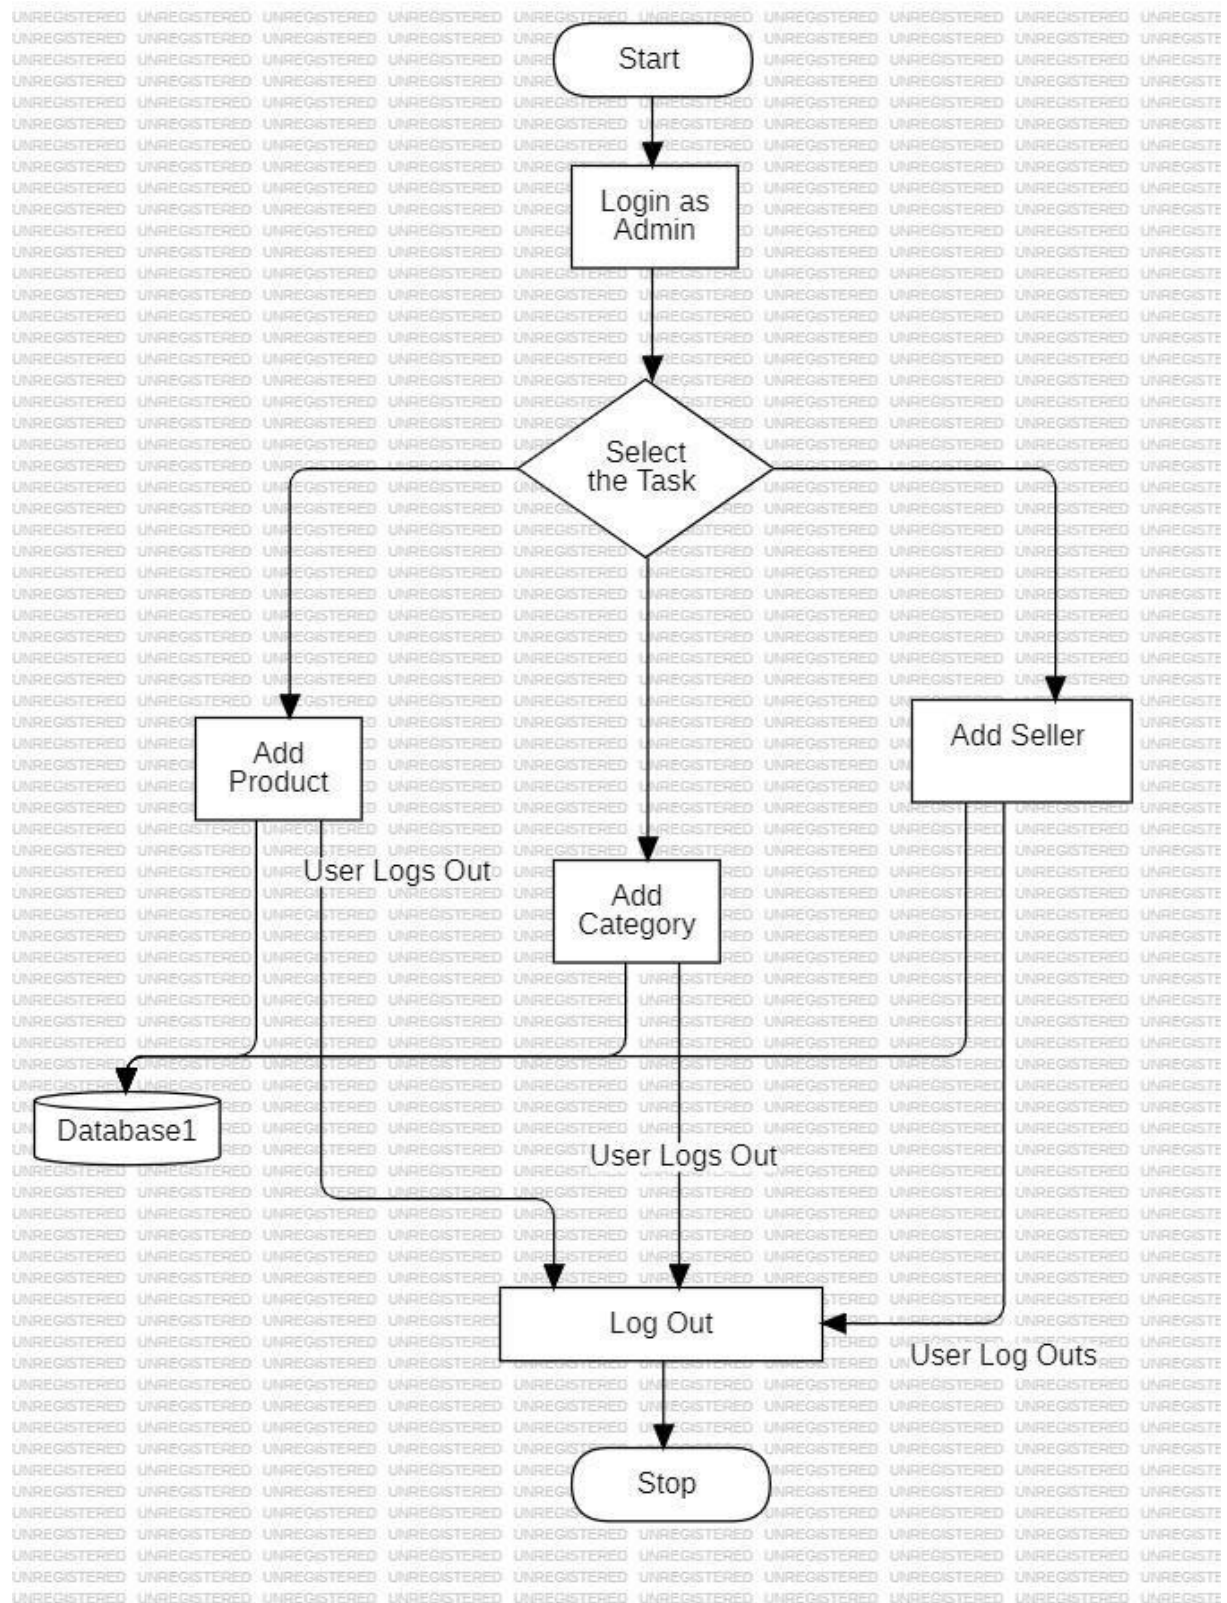 Start
Login as
Admin
Select
the Task
Add Seller
Add
Product
User Logs Out
Add
Category
Database1
User Logs Out
Log Out
User Log Outs
Stop
UNREGISTERED